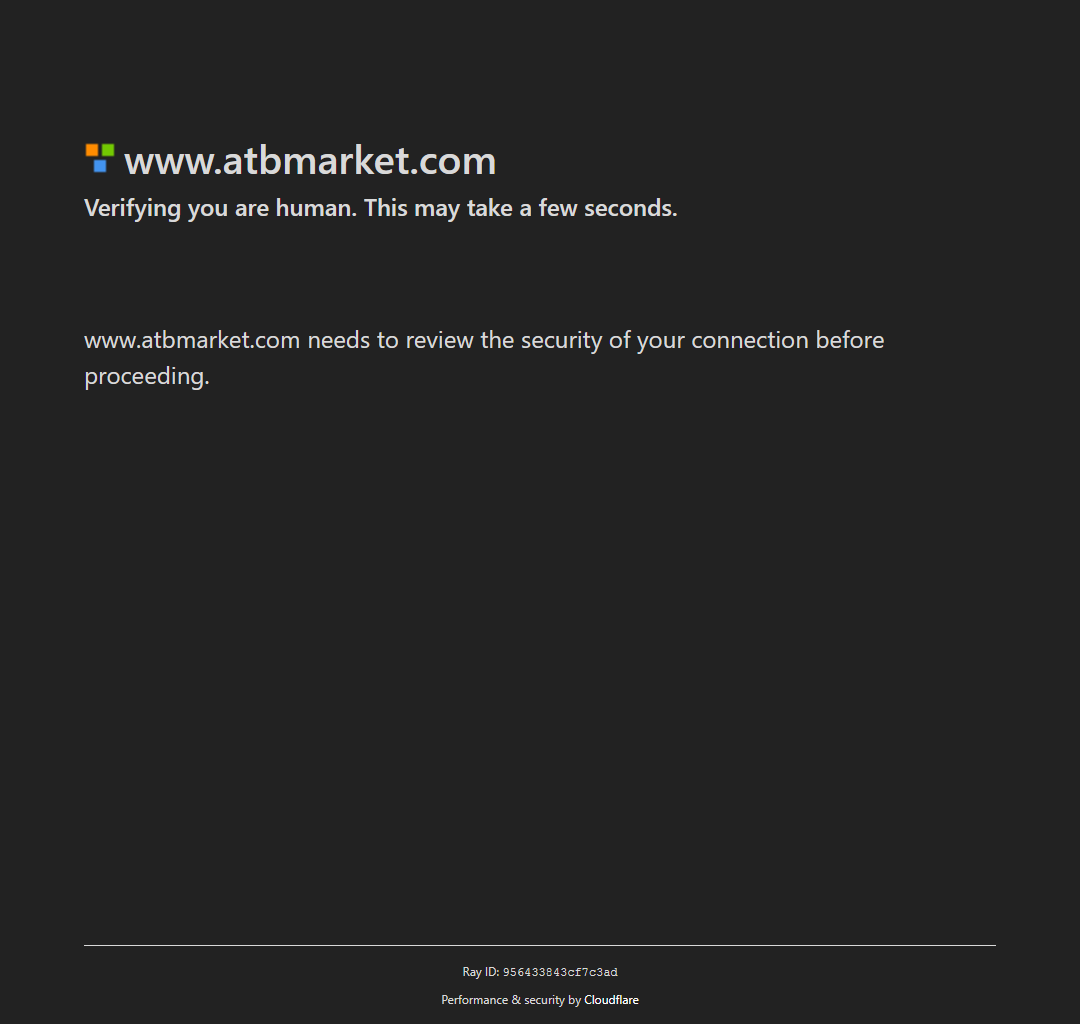 www.atbmarket.com
Verifying you are human. This may take a few seconds.
www.atbmarket.com needs to review the security of your connection before
proceeding.
Ray ID: 956433843cf7c3ad
Performance & security by Cloudflare